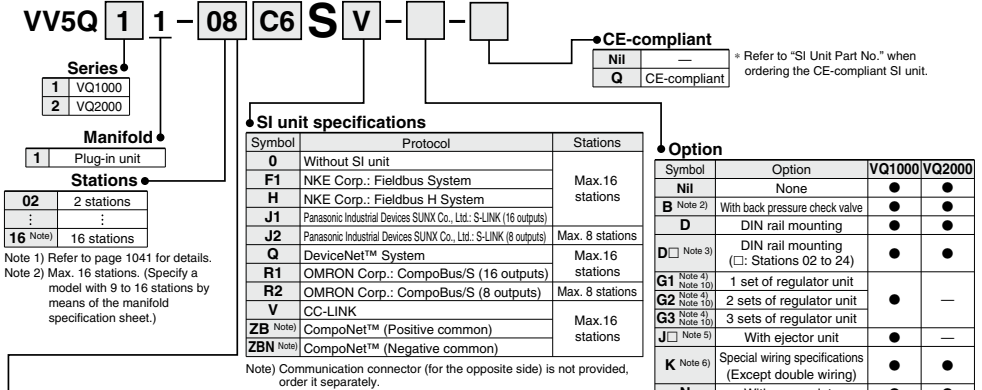 VV5Q 1 1 – 08 C6 S V – –
CE-compliant
Nil —
Q CE-compliant
* Refer to "SI Unit Part No." when
ordering the CE-compliant SI unit.
Series
1 VQ1000
2 VQ2000
Manifold
1 Plug-in unit
Stations
02 2 stations
⋮ ⋮
16 Note) 16 stations
Note 1) Refer to page 1041 for details.
Note 2) Max. 16 stations. (Specify a
model with 9 to 16 stations by
means of the manifold
specification sheet.)
SI unit specifications
Symbol Protocol Stations
0 Without SI unit
F1 NKE Corp.: Fieldbus System
H NKE Corp.: Fieldbus H System
J1 Panasonic Industrial Devices SUNX Co., Ltd.: S-LINK (16 outputs)
Max.16
stations
J2 Panasonic Industrial Devices SUNX Co., Ltd.: S-LINK (8 outputs) Max. 8 stations
Q DeviceNet™ System
R1 OMRON Corp.: CompoBus/S (16 outputs)
Max.16
stations
R2 OMRON Corp.: CompoBus/S (8 outputs) Max. 8 stations
V CC-LINK
ZB Note) CompoNet™ (Positive common)
ZBN Note) CompoNet™ (Negative common)
Max.16
stations
Note) Communication connector (for the opposite side) is not provided,
order it separately.
Option
Symbol Option VQ1000 VQ2000
Nil None ● ●
B Note 2) With back pressure check valve ● ●
D DIN rail mounting ● ●
D□ Note 3) DIN rail mounting
(□: Stations 02 to 24) ● ●
G1 Note 4) Note 10) 1 set of regulator unit
G2 Note 4) Note 10) 2 sets of regulator unit ● —
G3 Note 4) Note 10) 3 sets of regulator unit
J□ Note 5) With ejector unit ● —
K Note 6) Special wiring specifications
(Except double wiring) ● ●